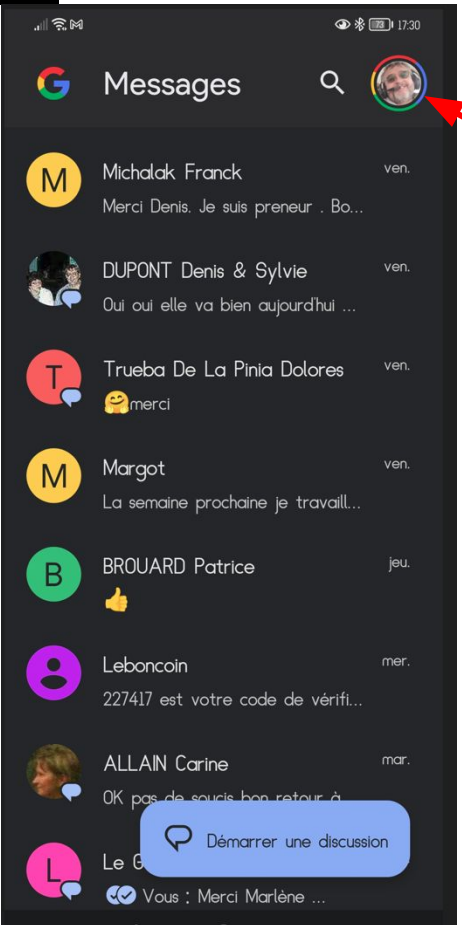 73 17:30
G Messages
M Michalak Franck ven.
Merci Denis. Je suis preneur . Bo...
DUPONT Denis & Sylvie ven.
Oui oui elle va bien aujourd'hui ...
T Trueba De La Pinia Dolores ven.
🤗merci
M Margot ven.
La semaine prochaine je travaill...
B BROUARD Patrice jeu.
👍
Leboncoin mer.
227417 est votre code de vérifi...
ALLAIN Carine mar.
OK pas de soucis bon retour à
Démarrer une discussion
L Le G
Vous : Merci Marlène ...